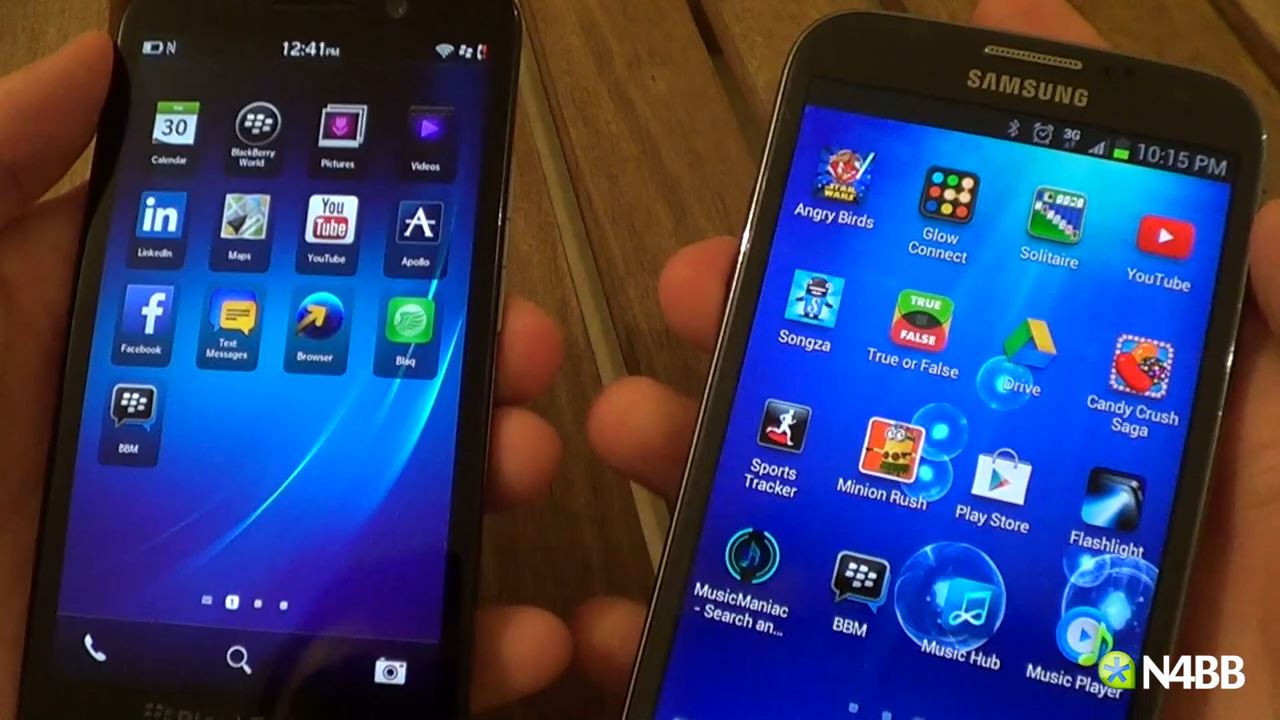 12:41PM
30
Calendar
BlackBerry
World
Pictures
Videos
in
LinkedIn
Maps
You
Tube
YouTube
A
Apollo
f
Facebook
Text
Messages
Browser
Blaq
BBM
1
SAMSUNG
3G
10:15 PM
STAR
WARS
Angry Birds
Glow
Connect
Solitaire
YouTube
Songza
TRUE
FALSE
True or False
Drive
Candy Crush
Saga
Sports
Tracker
Minion Rush
Play Store
Flashlight
MusicManiac
- Search an...
BBM
Music Hub
Music Player
N4BB